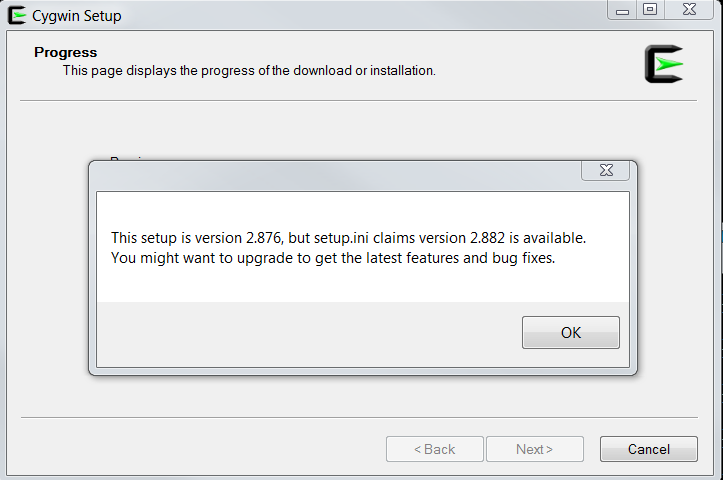 Cygwin Setup
Progress
This page displays the progress of the download or installation.
This setup is version 2.876, but setup.ini claims version 2.882 is available.
You might want to upgrade to get the latest features and bug fixes.
OK
< Back
Next >
Cancel